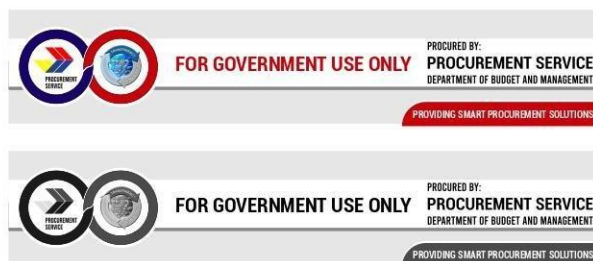 PROCUREMENT
SERVICE
FOR GOVERNMENT USE ONLY
PROCURED BY:
PROCUREMENT SERVICE
DEPARTMENT OF BUDGET AND MANAGEMENT
PROVIDING SMART PROCUREMENT SOLUTIONS
PROCUREMENT
SERVICE
FOR GOVERNMENT USE ONLY
PROCURED BY:
PROCUREMENT SERVICE
DEPARTMENT OF BUDGET AND MANAGEMENT
PROVIDING SMART PROCUREMENT SOLUTIONS